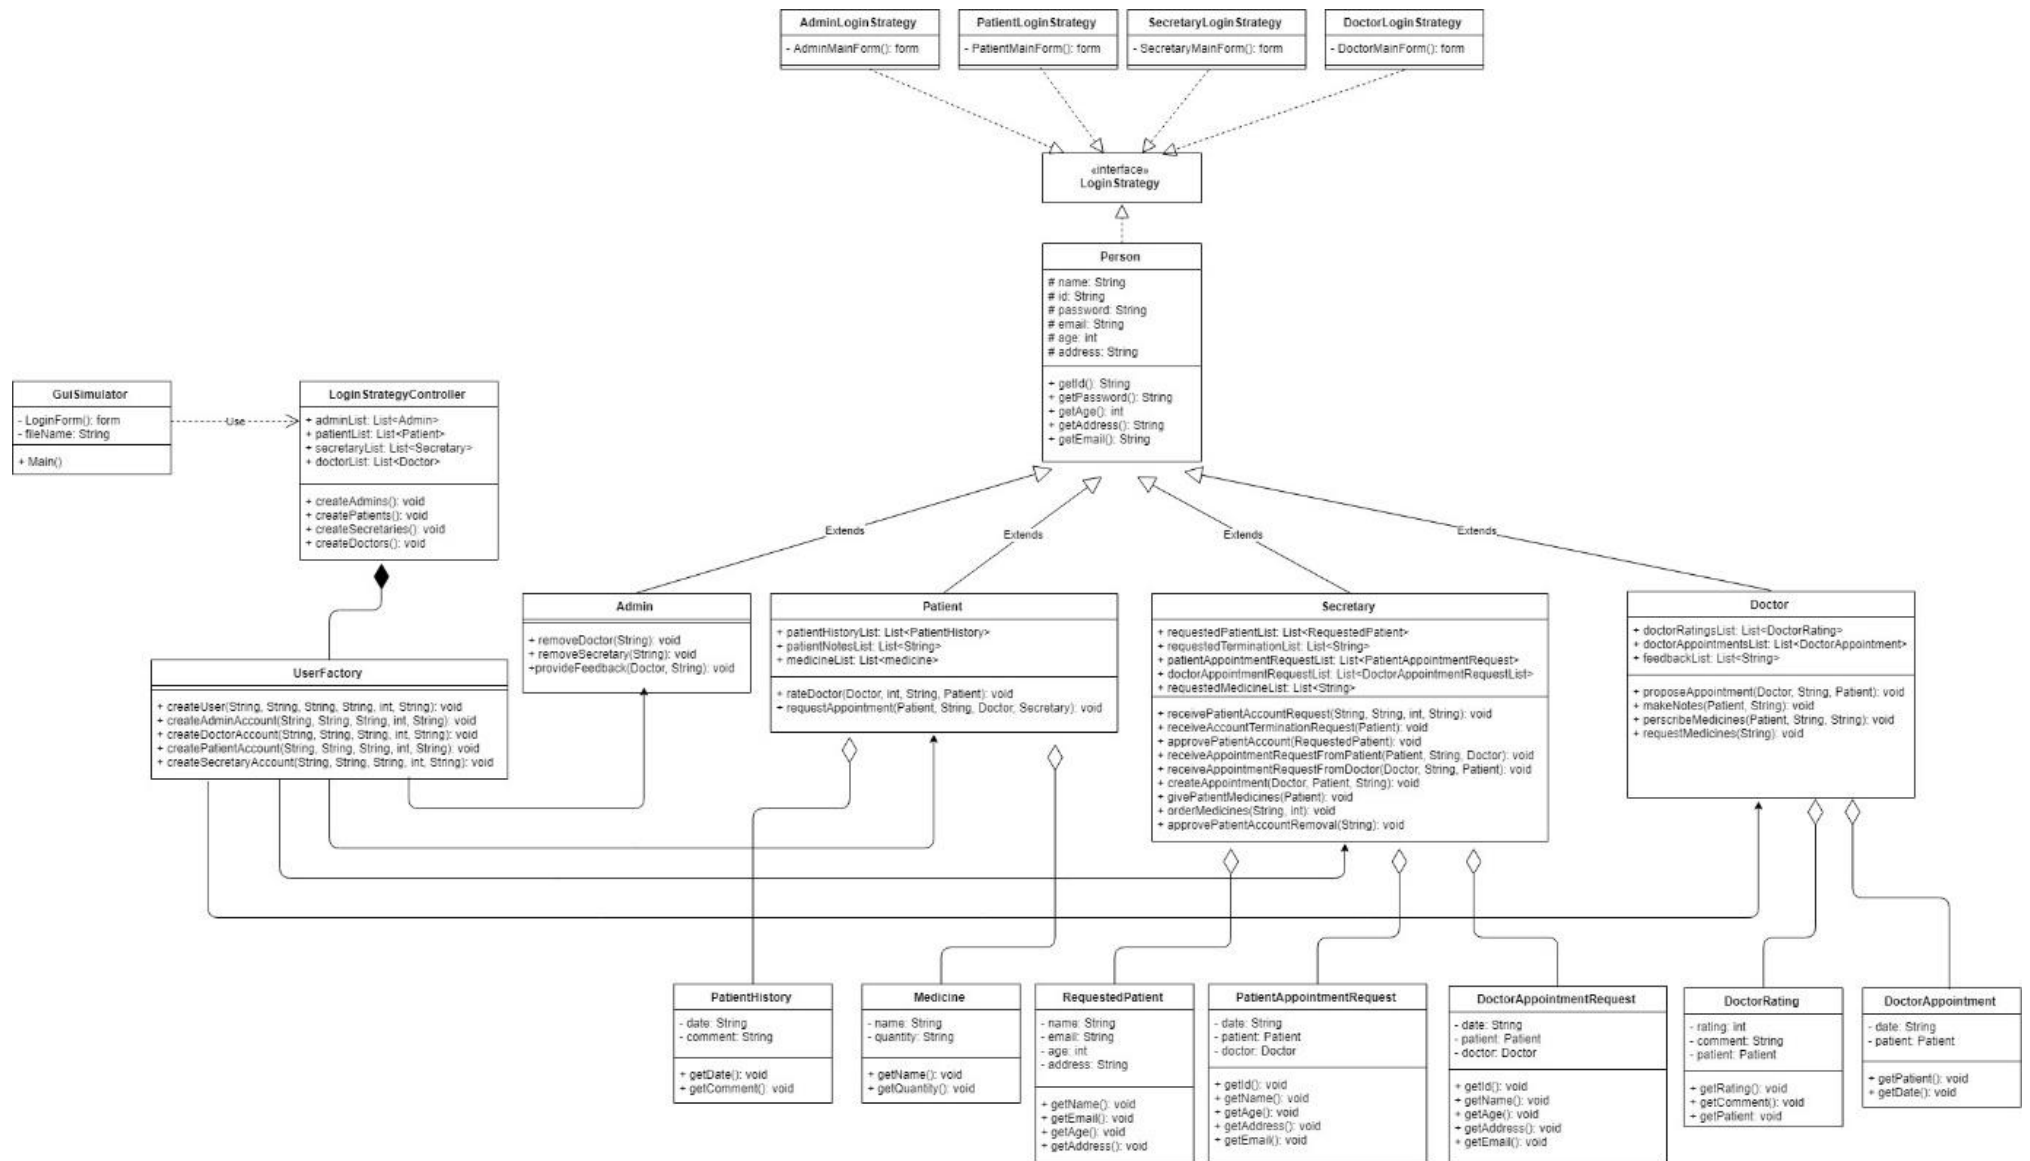 AdminLoginStrategy
- AdminMainForm(): form
PatientLoginStrategy
- PatientMainForm(): form
SecretaryLoginStrategy
- SecretaryMainForm(): form
DoctorLoginStrategy
- DoctorMainForm(): form
«interface»
LoginStrategy
Person
# name: String
# id: String
# password: String
# email: String
# age: int
# address: String
+ getId(): String
+ getPassword(): String
+ getAge(): int
+ getAddress(): String
+ getEmail(): String
GuiSimulator
- LoginForm(): form
- fileName: String
+ Main()
Use
LoginStrategyController
+ adminList: List<Admin>
+ patientList: List<Patient>
+ secretaryList: List<Secretary>
+ doctorList: List<Doctor>
+ createAdmins(): void
+ createPatients(): void
+ createSecretaries(): void
+ createDoctors(): void
Extends
Extends
Extends
Extends
UserFactory
+ createUser(String, String, String, String, int, String): void
+ createAdminAccount(String, String, String, int, String): void
+ createDoctorAccount(String, String, String, int, String): void
+ createPatientAccount(String, String, String, int, String): void
+ createSecretaryAccount(String, String, String, int, String): void
Admin
+ removeDoctor(String): void
+ removeSecretary(String): void
+provideFeedback(Doctor, String): void
Patient
+ patientHistoryList: List<PatientHistory>
+ patientNotesList: List<String>
+ medicineList: List<medicine>
+ rateDoctor(Doctor, int, String, Patient): void
+ requestAppointment(Patient, String, Doctor, Secretary): void
Secretary
+ requestedPatientList: List<RequestedPatient>
+ requestedTerminationList: List<String>
+ patientAppointmentRequestList: List<PatientAppointmentRequest>
+ doctorAppointmentRequestList: List<DoctorAppointmentRequestList>
+ requestedMedicineList: List<String>
+ receivePatientAccountRequest(String, String, int, String): void
+ receiveAccountTerminationRequest(Patient): void
+ approvePatientAccount(RequestedPatient): void
+ receiveAppointmentRequestFromPatient(Patient, String, Doctor): void
+ receiveAppointmentRequestFromDoctor(Doctor, String, Patient): void
+ createAppointment(Doctor, Patient, String): void
+ givePatientMedicines(Patient): void
+ orderMedicines(String, int): void
+ approvePatientAccountRemoval(String): void
Doctor
+ doctorRatingsList: List<DoctorRating>
+ doctorAppointmentsList: List<DoctorAppointment>
+ feedbackList: List<String>
+ proposeAppointment(Doctor, String, Patient): void
+ makeNotes(Patient, String): void
+ perscribeMedicines(Patient, String, String): void
+ requestMedicines(String): void
PatientHistory
- date: String
- comment: String
+ getDate(): void
+ getComment(): void
Medicine
- name: String
- quantity: String
+ getName(): void
+ getQuantity(): void
RequestedPatient
- name: String
- email: String
- age: int
- address: String
+ getName(): void
+ getEmail(): void
+ getAge(): void
+ getAddress(): void
PatientAppointmentRequest
- date: String
- patient: Patient
- doctor: Doctor
+ getId(): void
+ getName(): void
+ getAge(): void
+ getAddress(): void
+ getEmail(): void
DoctorAppointmentRequest
- date: String
- patient: Patient
- doctor: Doctor
+ getId(): void
+ getName(): void
+ getAge(): void
+ getAddress(): void
+ getEmail(): void
DoctorRating
- rating: int
- comment: String
- patient: Patient
+ getRating(): void
+ getComment(): void
+ getPatient: void
DoctorAppointment
- date: String
- patient: Patient
+ getPatient(): void
+ getDate(): void